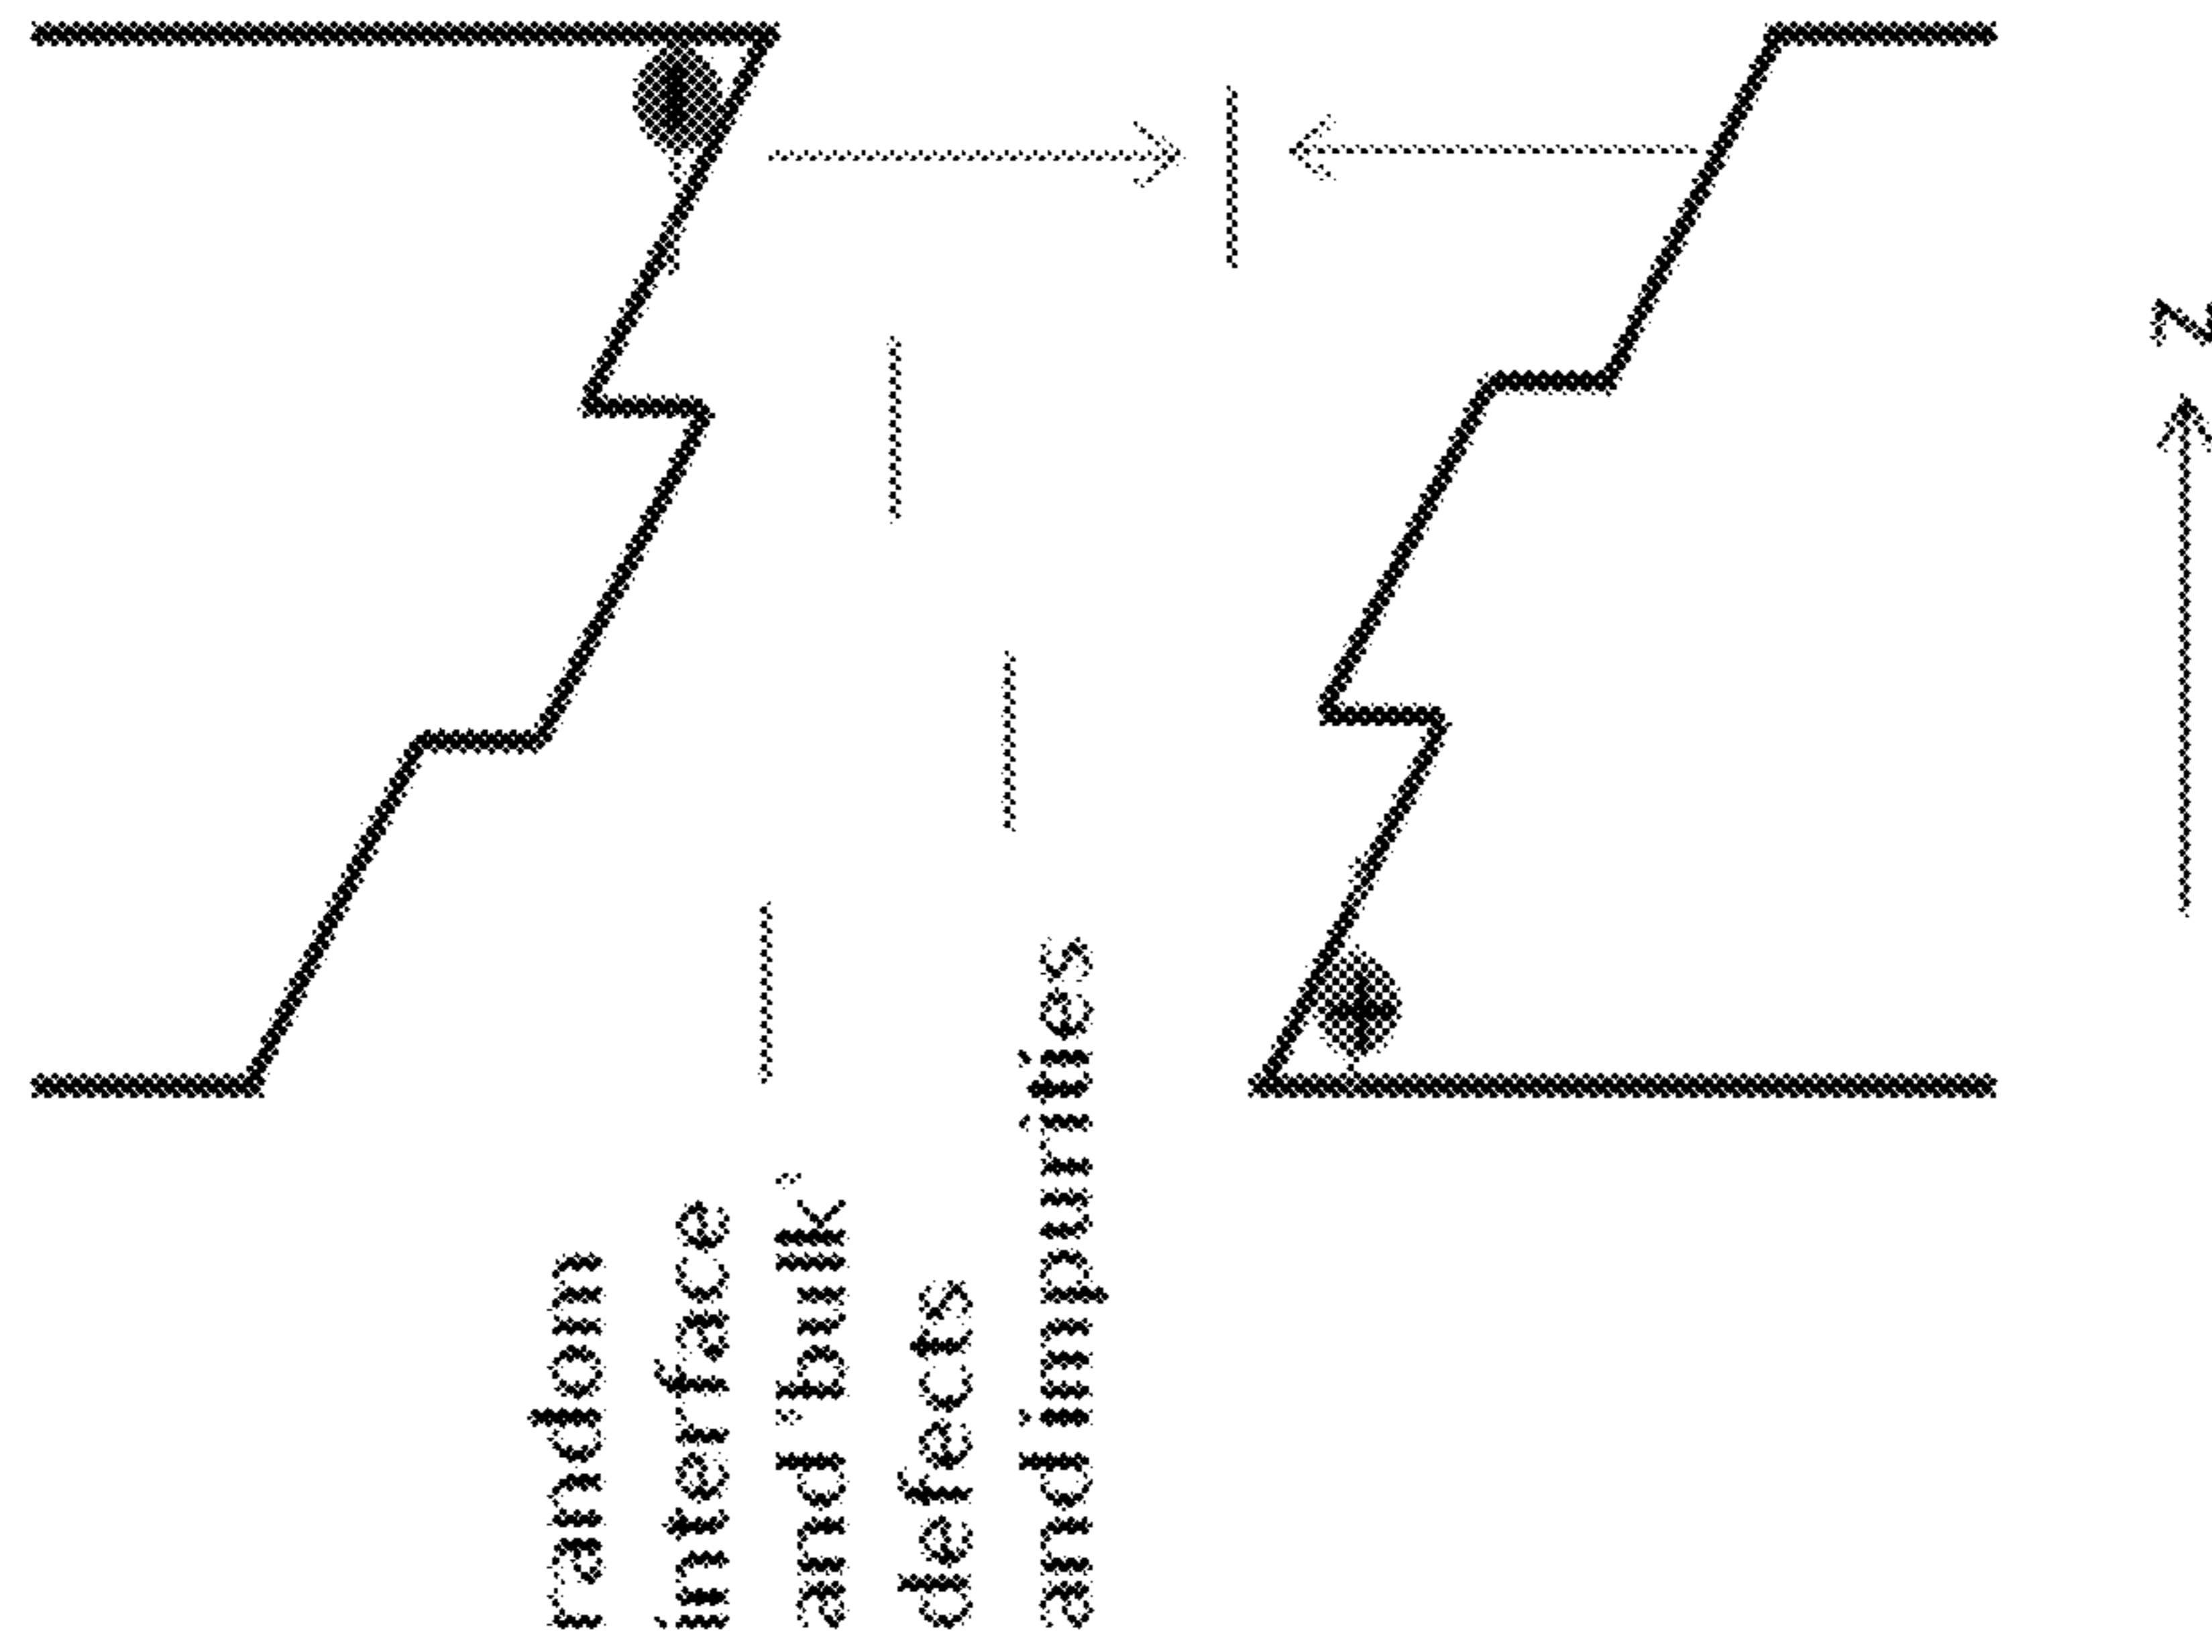 random
interface
and "bulk"
defects
and impurities
z